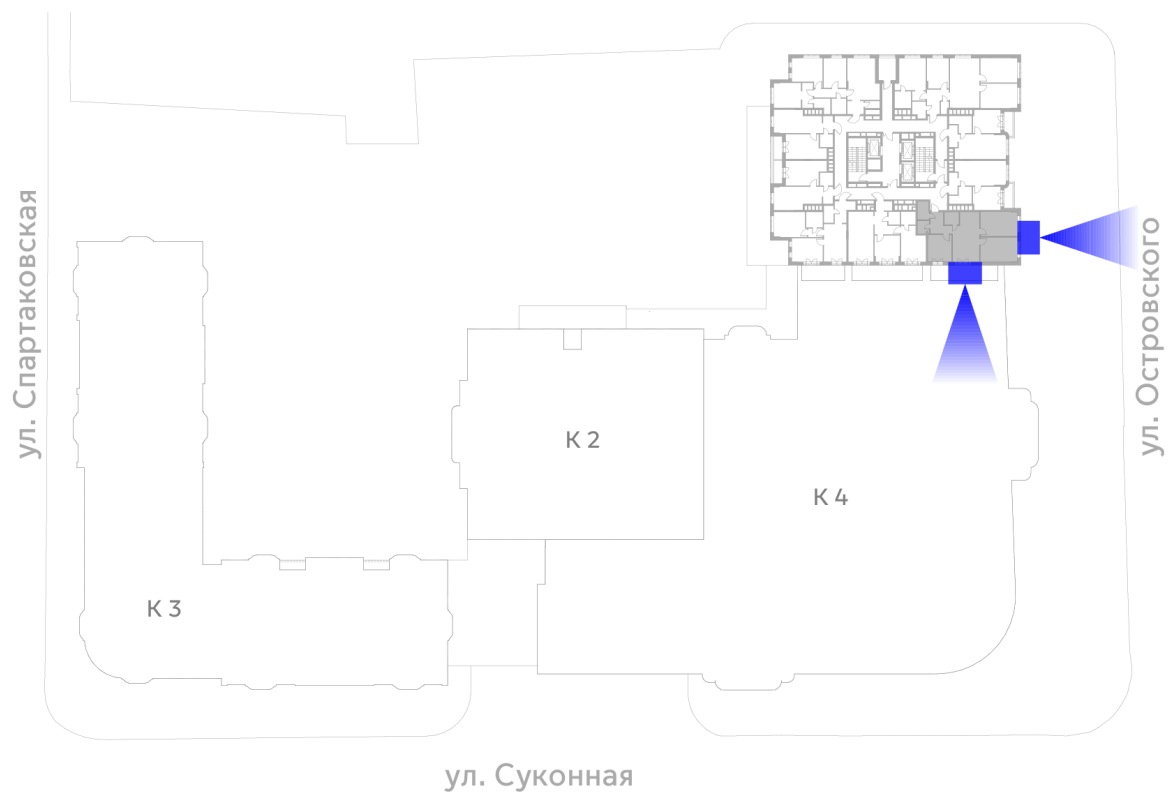 ул. Спартаковская
ул. Островского
К 2
К 4
К 3
ул. Суконная